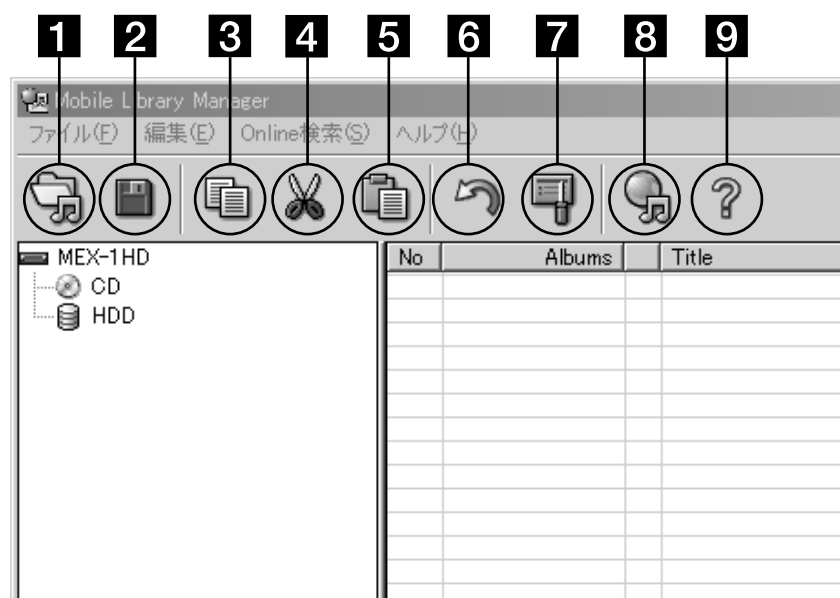 1 2 3 4 5 6 7 8 9
Mobile Library Manager
ファイル(F) 編集(E) Online検索(S) ヘルプ(H)
MEX-1HD
CD
HDD
No Albums Title